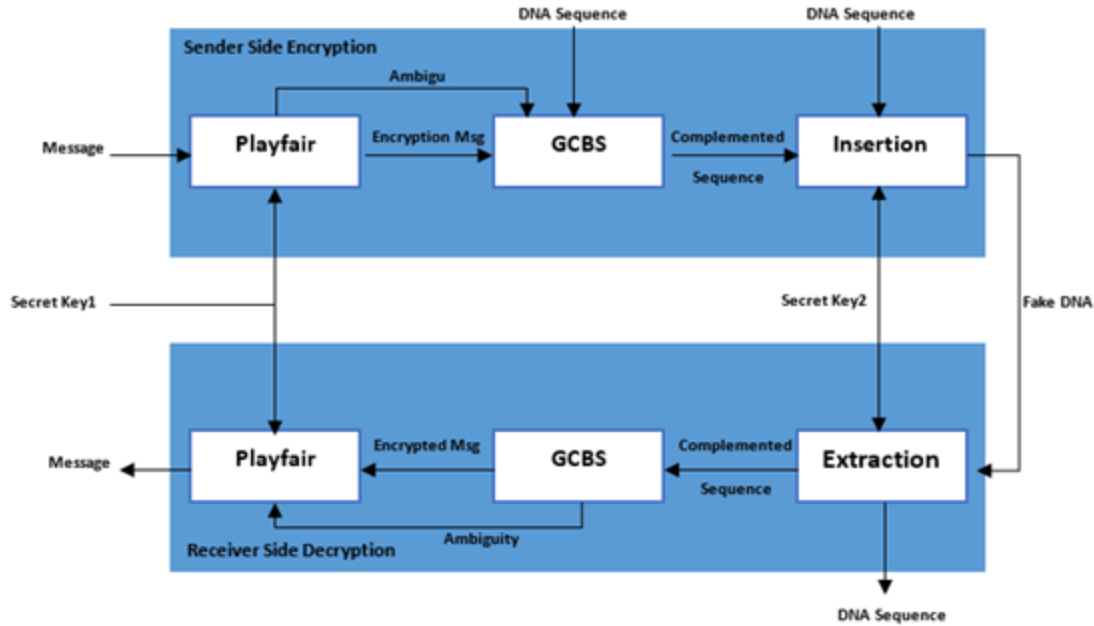 DNA Sequence
DNA Sequence
Sender Side Encryption
Ambigu
Message
Playfair
Encryption Msg
GCBS
Complemented
Sequence
Insertion
Secret Key1
Secret Key2
Fake DNA
Message
Playfair
Encrypted Msg
GCBS
Complemented
Sequence
Extraction
Ambiguity
Receiver Side Decryption
DNA Sequence